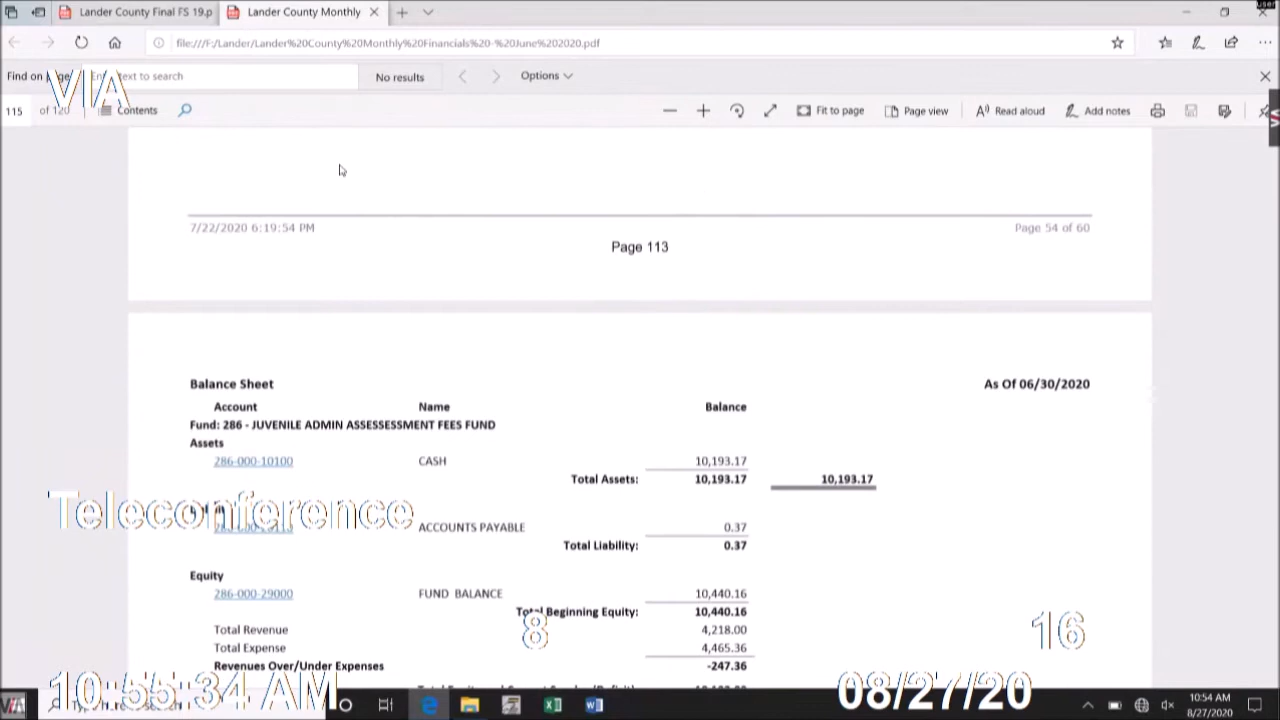 Lander County Final FS 19.p
Lander County Monthly
file:///F:/Lander/Lander%20County%20Monthly%20Financials%20-%20June%202020.pdf
Find on page
text to search
No results
Options
VIA
115 of 120
Contents
Fit to page
Page view
Read aloud
Add notes
7/22/2020 6:19:54 PM
Page 54 of 60
Page 113
Balance Sheet
As Of 06/30/2020
Account Name Balance
Fund: 286 - JUVENILE ADMIN ASSESSESSMENT FEES FUND
Assets
286-000-10100 CASH 10,193.17
Total Assets: 10,193.17 10,193.17
Teleconference
ACCOUNTS PAYABLE 0.37
Total Liability: 0.37
Equity
286-000-29000 FUND BALANCE 10,440.16
Total Beginning Equity: 10,440.16
Total Revenue 4,218.00
8 16
Total Expense 4,465.36
Revenues Over/Under Expenses -247.36
10:55:34 AM
08/27/20
10:54 AM
8/27/2020